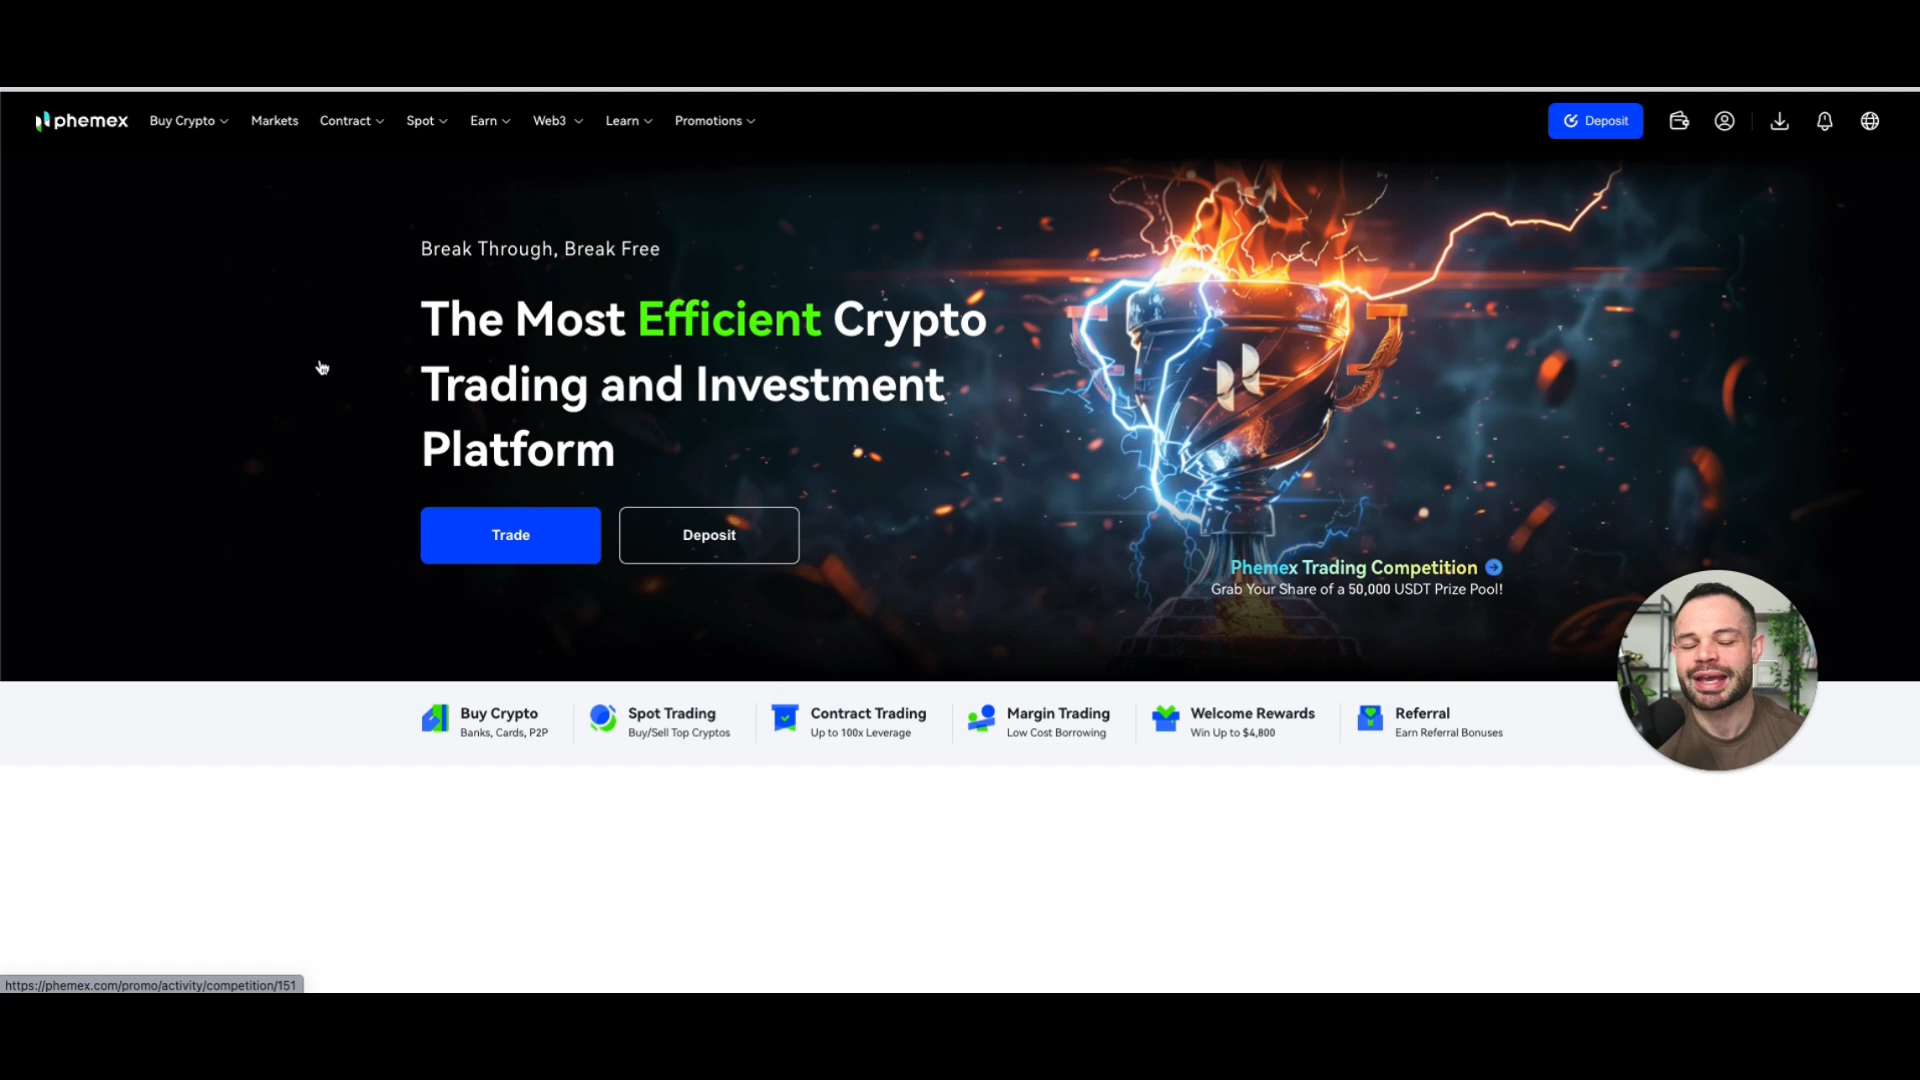 phemex Buy Crypto Markets Contract Spot Earn Web3 Learn Promotions Deposit
Break Through, Break Free
The Most Efficient Crypto
Trading and Investment
Platform
Trade Deposit
Phemex Trading Competition
Grab Your Share of a 50,000 USDT Prize Pool!
Buy Crypto
Banks, Cards, P2P
Spot Trading
Buy/Sell Top Cryptos
Contract Trading
Up to 100x Leverage
Margin Trading
Low Cost Borrowing
Welcome Rewards
Win Up to $4,800
Referral
Earn Referral Bonuses
https://phemex.com/promo/activity/competition/151